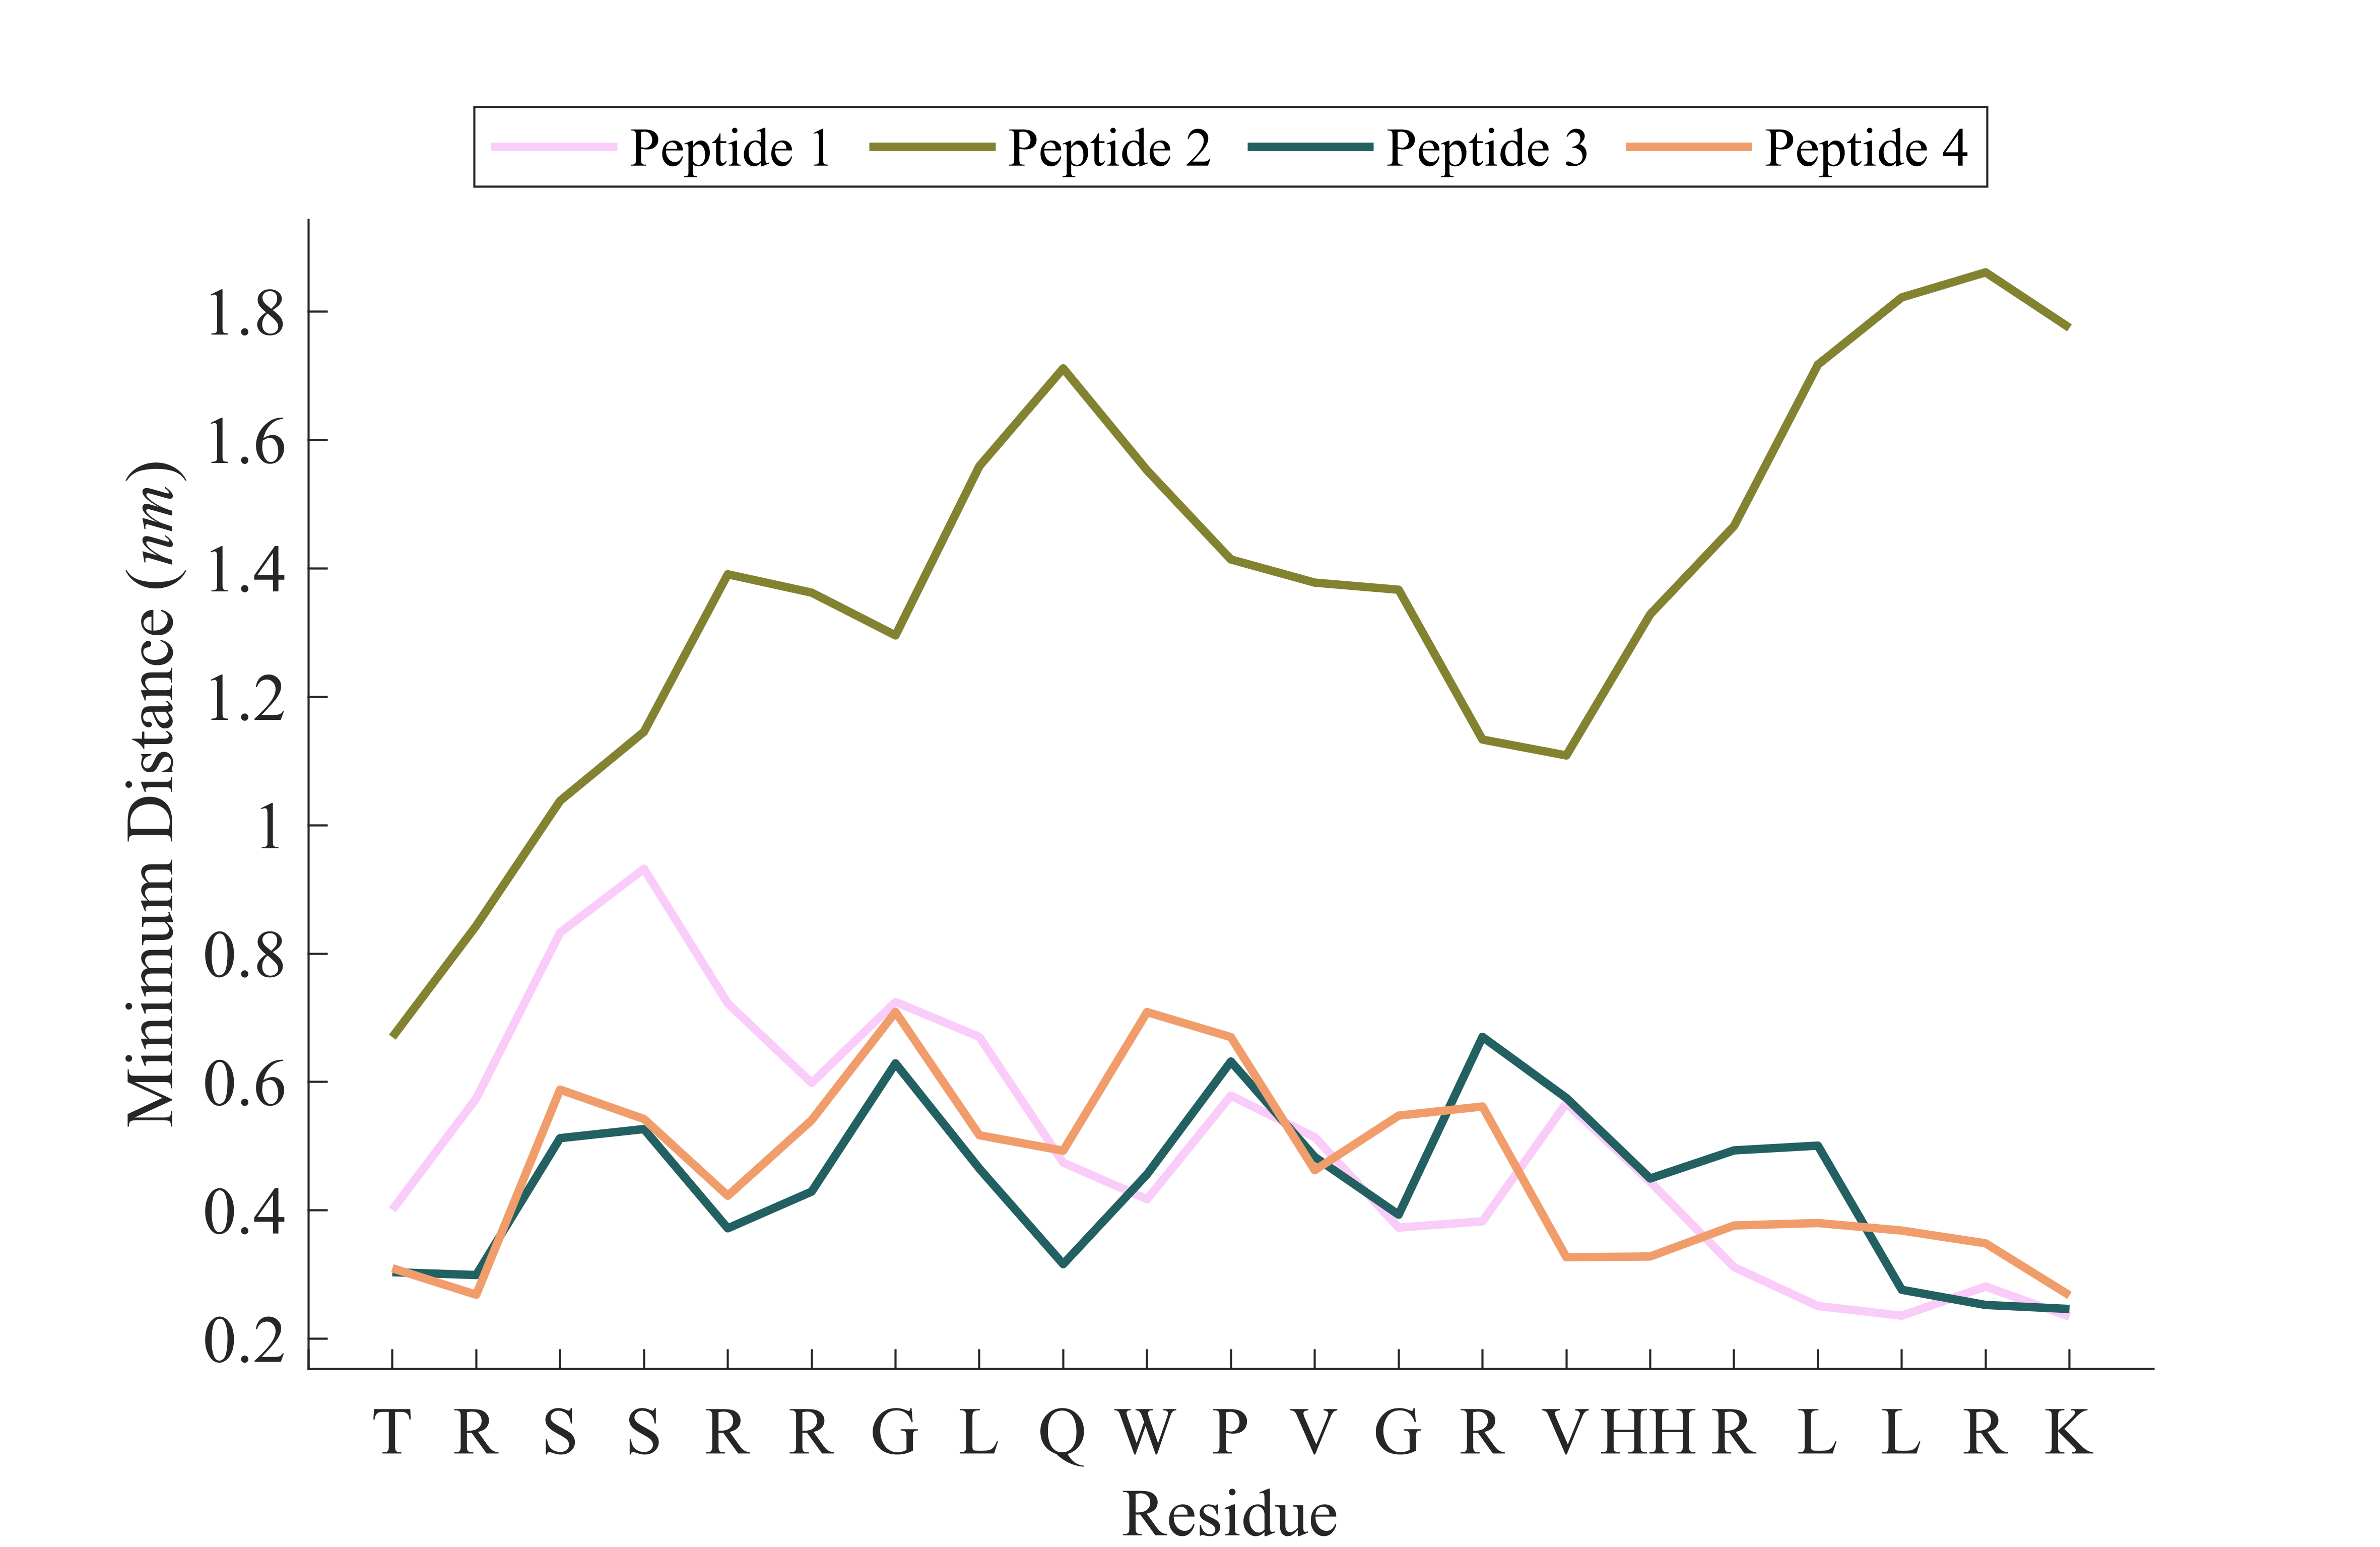 Peptide 1 Peptide 2 Peptide 3 Peptide 4
Minimum Distance (nm)
1.8
1.6
1.4
1.2
1
0.8
0.6
0.4
0.2
T R S S R R G L Q W P V G R V HH R L L R K
Residue